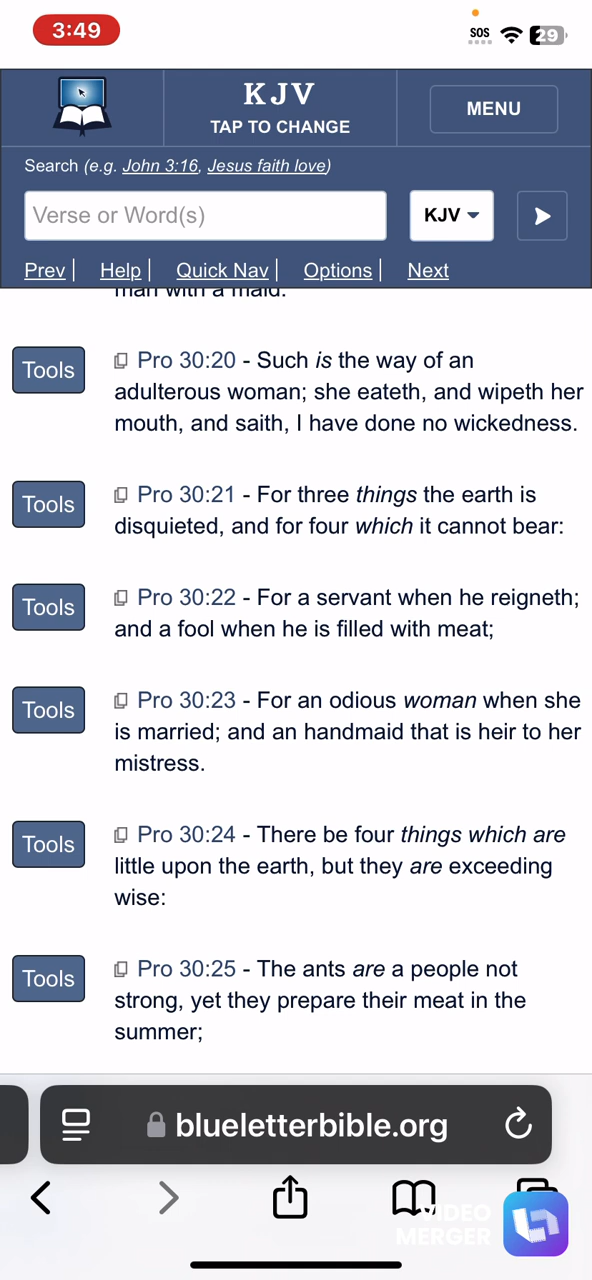 3:49
SOS
29
KJV
TAP TO CHANGE
MENU
Search (e.g. John 3:16, Jesus faith love)
Verse or Word(s)
KJV
Prev | Help | Quick Nav | Options | Next
man with a maid.
Tools
Pro 30:20 - Such is the way of an
adulterous woman; she eateth, and wipeth her
mouth, and saith, I have done no wickedness.
Tools
Pro 30:21 - For three things the earth is
disquieted, and for four which it cannot bear:
Tools
Pro 30:22 - For a servant when he reigneth;
and a fool when he is filled with meat;
Tools
Pro 30:23 - For an odious woman when she
is married; and an handmaid that is heir to her
mistress.
Tools
Pro 30:24 - There be four things which are
little upon the earth, but they are exceeding
wise:
Tools
Pro 30:25 - The ants are a people not
strong, yet they prepare their meat in the
summer;
blueletterbible.org
VIDEO
MERGER